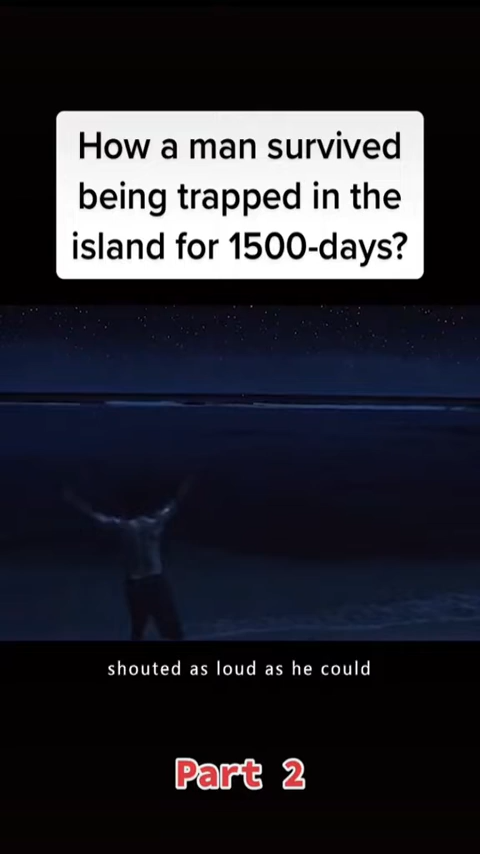 How a man survived
being trapped in the
island for 1500-days?
shouted as loud as he could
Part 2